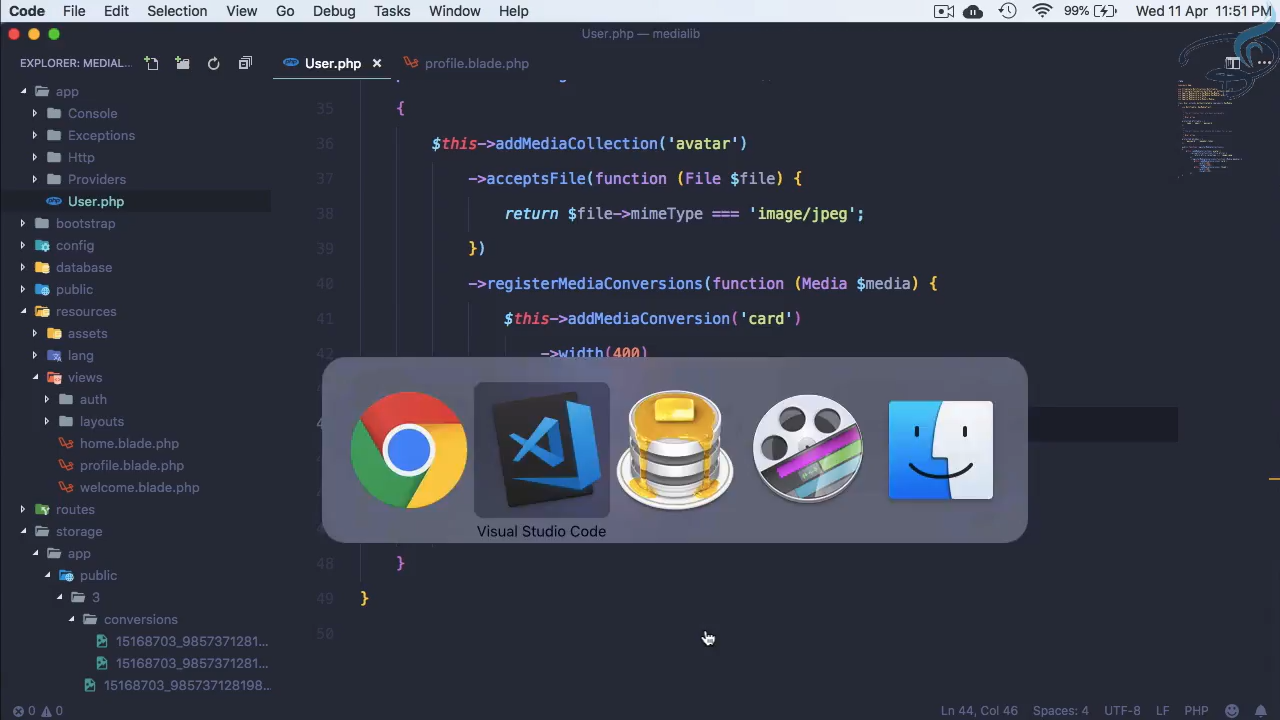 Code File Edit Selection View Go Debug Tasks Window Help 99% Wed 11 Apr 11:51 PM
User.php — medialib
EXPLORER: MEDIAL... User.php × profile.blade.php
app
Console
Exceptions
Http
Providers
User.php
bootstrap
config
database
public
resources
assets
lang
views
auth
layouts
home.blade.php
profile.blade.php
welcome.blade.php
routes
storage
app
public
3
conversions
15168703_9857371281...
15168703_9857371281...
15168703_985737128198...
35 {
36 $this->addMediaCollection('avatar')
37 ->acceptsFile(function (File $file) {
38 return $file->mimeType === 'image/jpeg';
39 })
40 ->registerMediaConversions(function (Media $media) {
41 $this->addMediaConversion('card')
42 ->width(400)
Visual Studio Code
48 }
49 }
50
0 0 Ln 44, Col 46 Spaces: 4 UTF-8 LF PHP